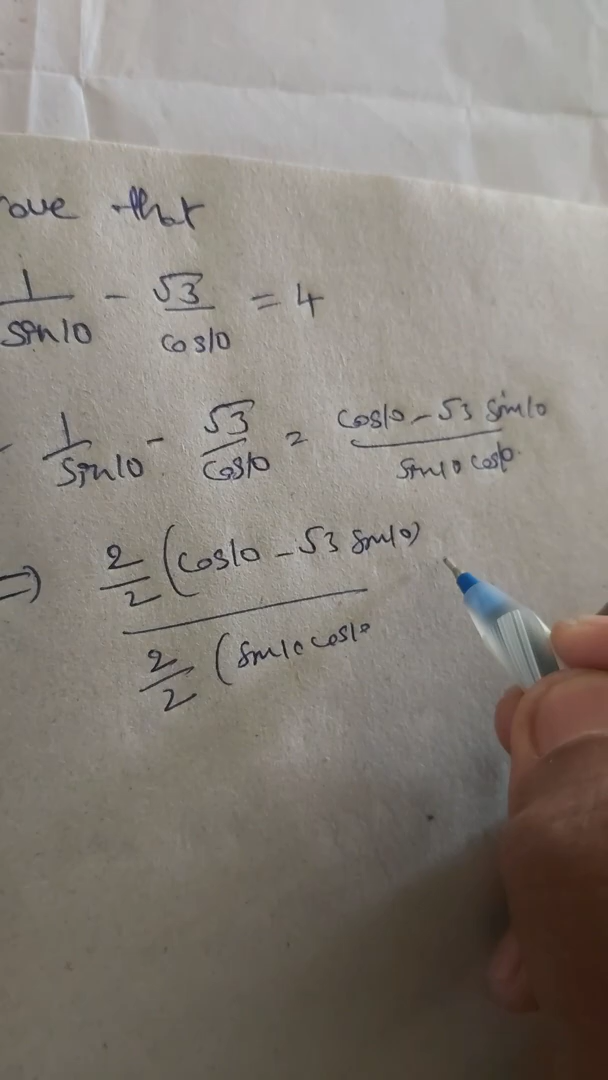 that
1/sin10 - √3/cos10 = 4
1/sin10 - √3/cos10 = cos10 - √3 sin10 / sin10 cos10
=> 2/2 (cos10 - √3 sin10) / 2/2 (sin10 cos10